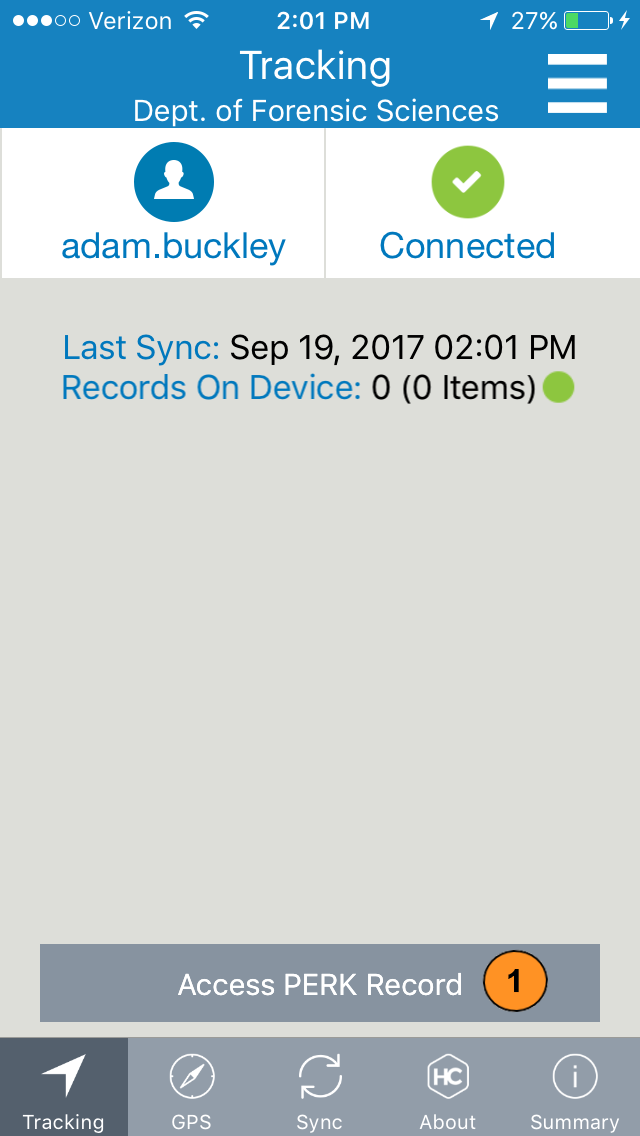 Verizon 2:01 PM 27%
Tracking
Dept. of Forensic Sciences
adam.buckley Connected
Last Sync: Sep 19, 2017 02:01 PM
Records On Device: 0 (0 Items)
Access PERK Record 1
HC i
Tracking GPS Sync About Summary